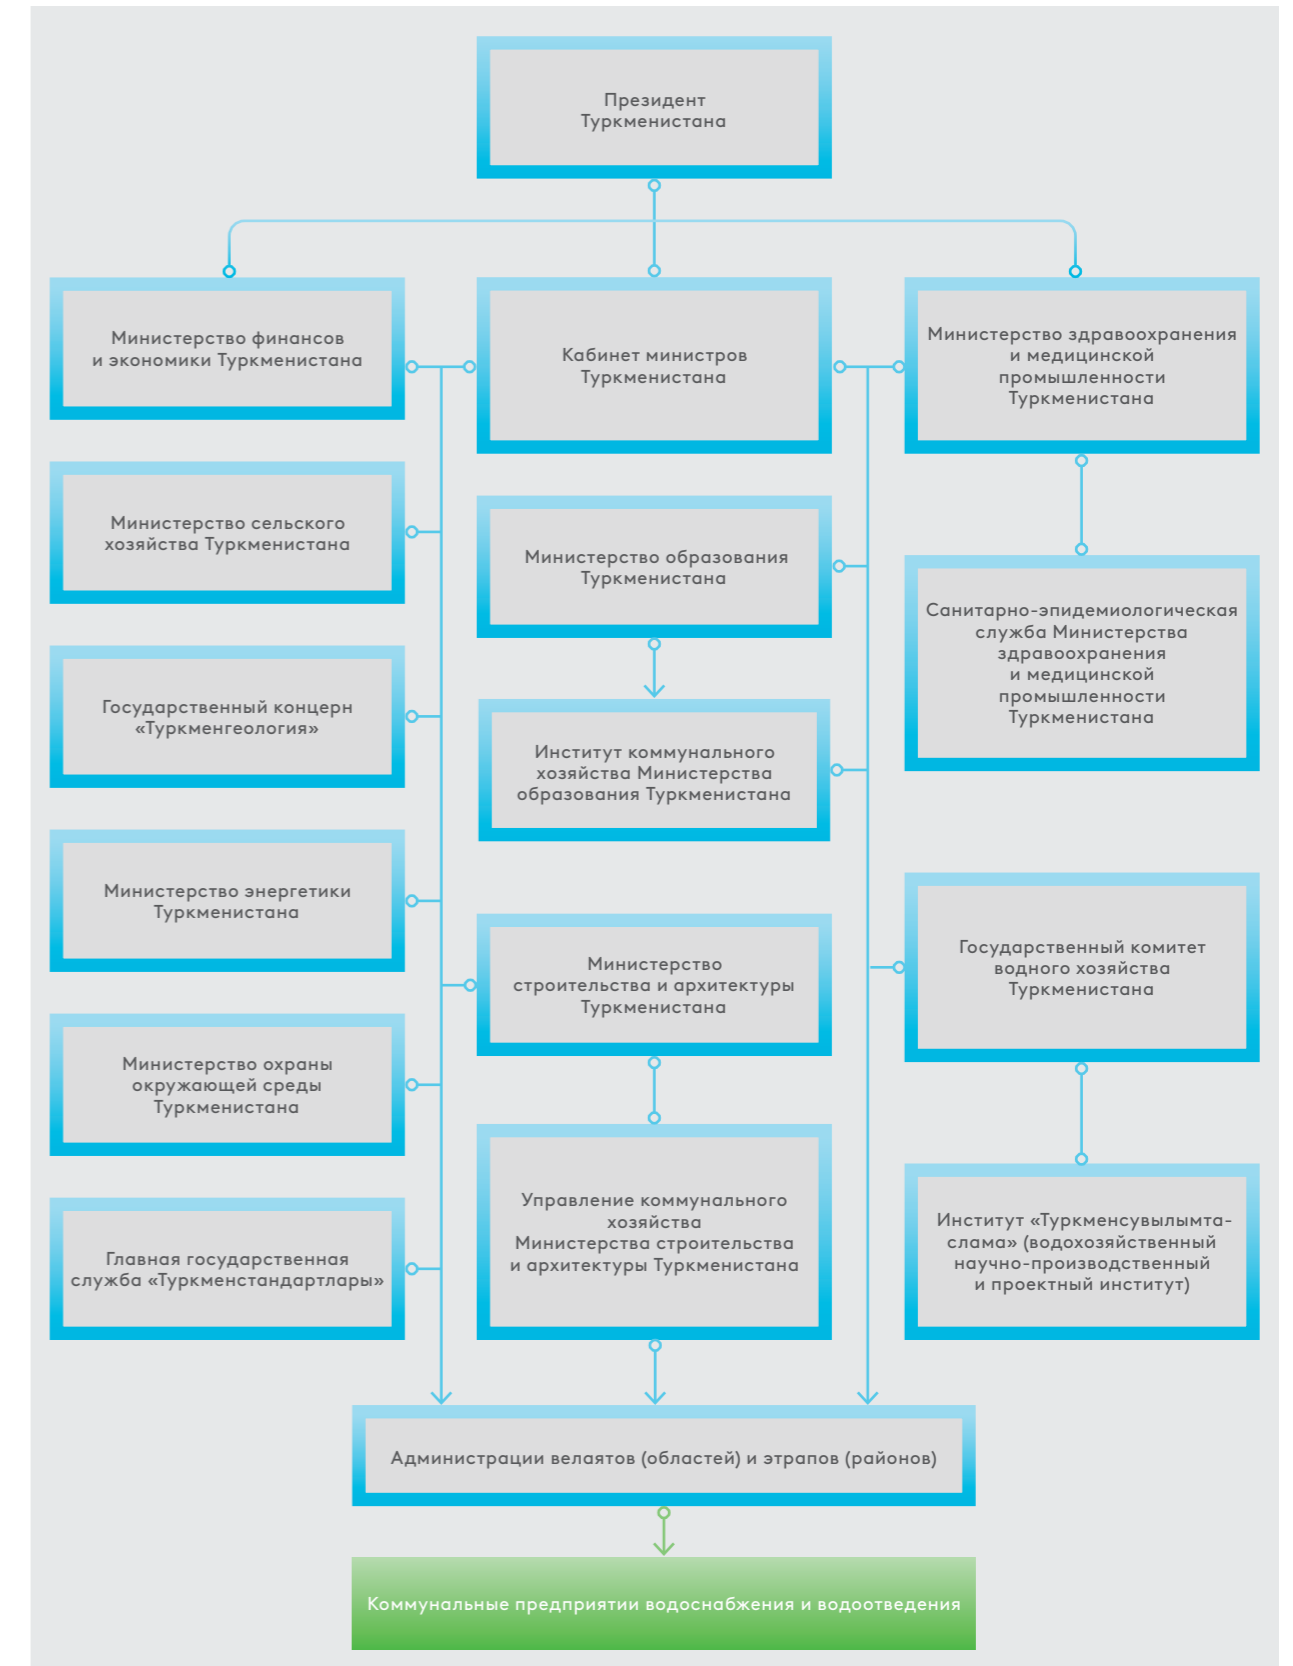 Президент
Туркменистана
Министерство финансов
и экономики Туркменистана
Кабинет министров
Туркменистана
Министерство здравоохранения
и медицинской
промышленности
Туркменистана
Министерство сельского
хозяйства Туркменистана
Министерство образования
Туркменистана
Санитарно-эпидемиологическая
служба Министерства
здравоохранения
и медицинской
промышленности
Туркменистана
Государственный концерн
«Туркменгеология»
Институт коммунального
хозяйства Министерства
образования Туркменистана
Министерство энергетики
Туркменистана
Министерство
строительства и архитектуры
Туркменистана
Государственный комитет
водного хозяйства
Туркменистана
Министерство охраны
окружающей среды
Туркменистана
Управление коммунального
хозяйства
Министерства строительства
и архитектуры Туркменистана
Институт «Туркменсувылымта-
слама» (водохозяйственный
научно-производственный
и проектный институт)
Главная государственная
служба «Туркменстандартлары»
Администрации велаятов (областей) и этрапов (районов)
Коммунальные предприятии водоснабжения и водоотведения